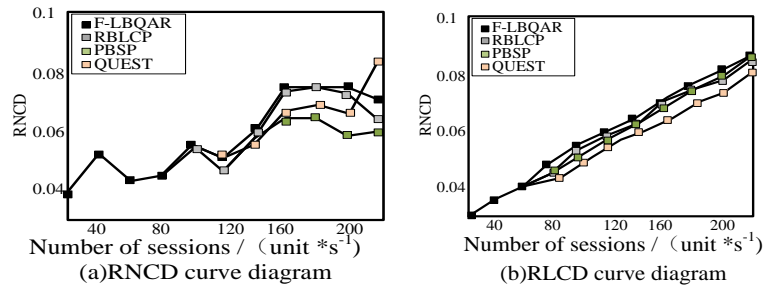 0.1
F-LBQAR
RBLCP
PBSP
QUEST
0.08
RNCD
0.06
0.04
40
80
120
160
200
Number of sessions / （unit *s-1)
(a)RNCD curve diagram
0.1
F-LBQAR
RBLCP
PBSP
QUEST
0.08
RNCD
0.06
0.04
40
80
120
160
200
Number of sessions / （unit *s-1)
(b)RLCD curve diagram